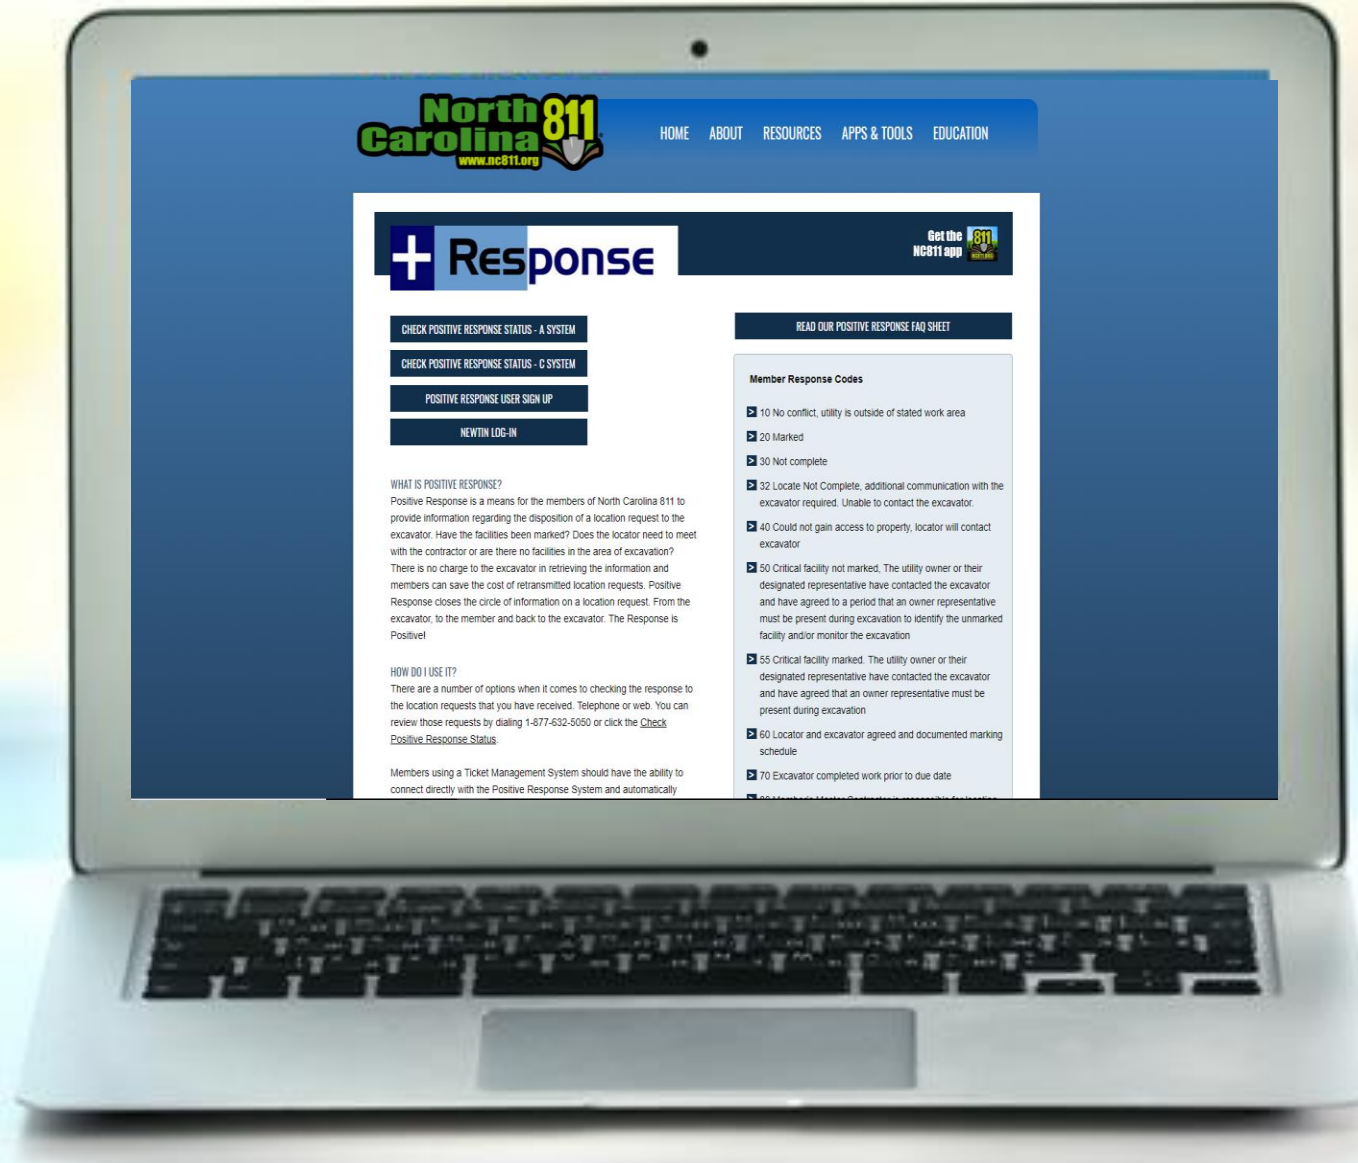 North
Carolina 811
www.nc811.org
HOME ABOUT RESOURCES APPS & TOOLS EDUCATION
+ Response
Get the
NC811 app
811
CHECK POSITIVE RESPONSE STATUS - A SYSTEM
CHECK POSITIVE RESPONSE STATUS - C SYSTEM
POSITIVE RESPONSE USER SIGN UP
NEWTIN LOG-IN
WHAT IS POSITIVE RESPONSE?
Positive Response is a means for the members of North Carolina 811 to
provide information regarding the disposition of a location request to the
excavator. Have the facilities been marked? Does the locator need to meet
with the contractor or are there no facilities in the area of excavation?
There is no charge to the excavator in retrieving the information and
members can save the cost of retransmitted location requests. Positive
Response closes the circle of information on a location request. From the
excavator, to the member and back to the excavator. The Response is
Positive!
HOW DO I USE IT?
There are a number of options when it comes to checking the response to
the location requests that you have received. Telephone or web. You can
review those requests by dialing 1-877-632-5050 or click the Check
Positive Response Status.
Members using a Ticket Management System should have the ability to
connect directly with the Positive Response System and automatically
READ OUR POSITIVE RESPONSE FAQ SHEET
Member Response Codes
10 No conflict, utility is outside of stated work area
20 Marked
30 Not complete
32 Locate Not Complete, additional communication with the
excavator required. Unable to contact the excavator.
40 Could not gain access to property, locator will contact
excavator
50 Critical facility not marked, The utility owner or their
designated representative have contacted the excavator
and have agreed to a period that an owner representative
must be present during excavation to identify the unmarked
facility and/or monitor the excavation
55 Critical facility marked. The utility owner or their
designated representative have contacted the excavator
and have agreed that an owner representative must be
present during excavation
60 Locator and excavator agreed and documented marking
schedule
70 Excavator completed work prior to due date